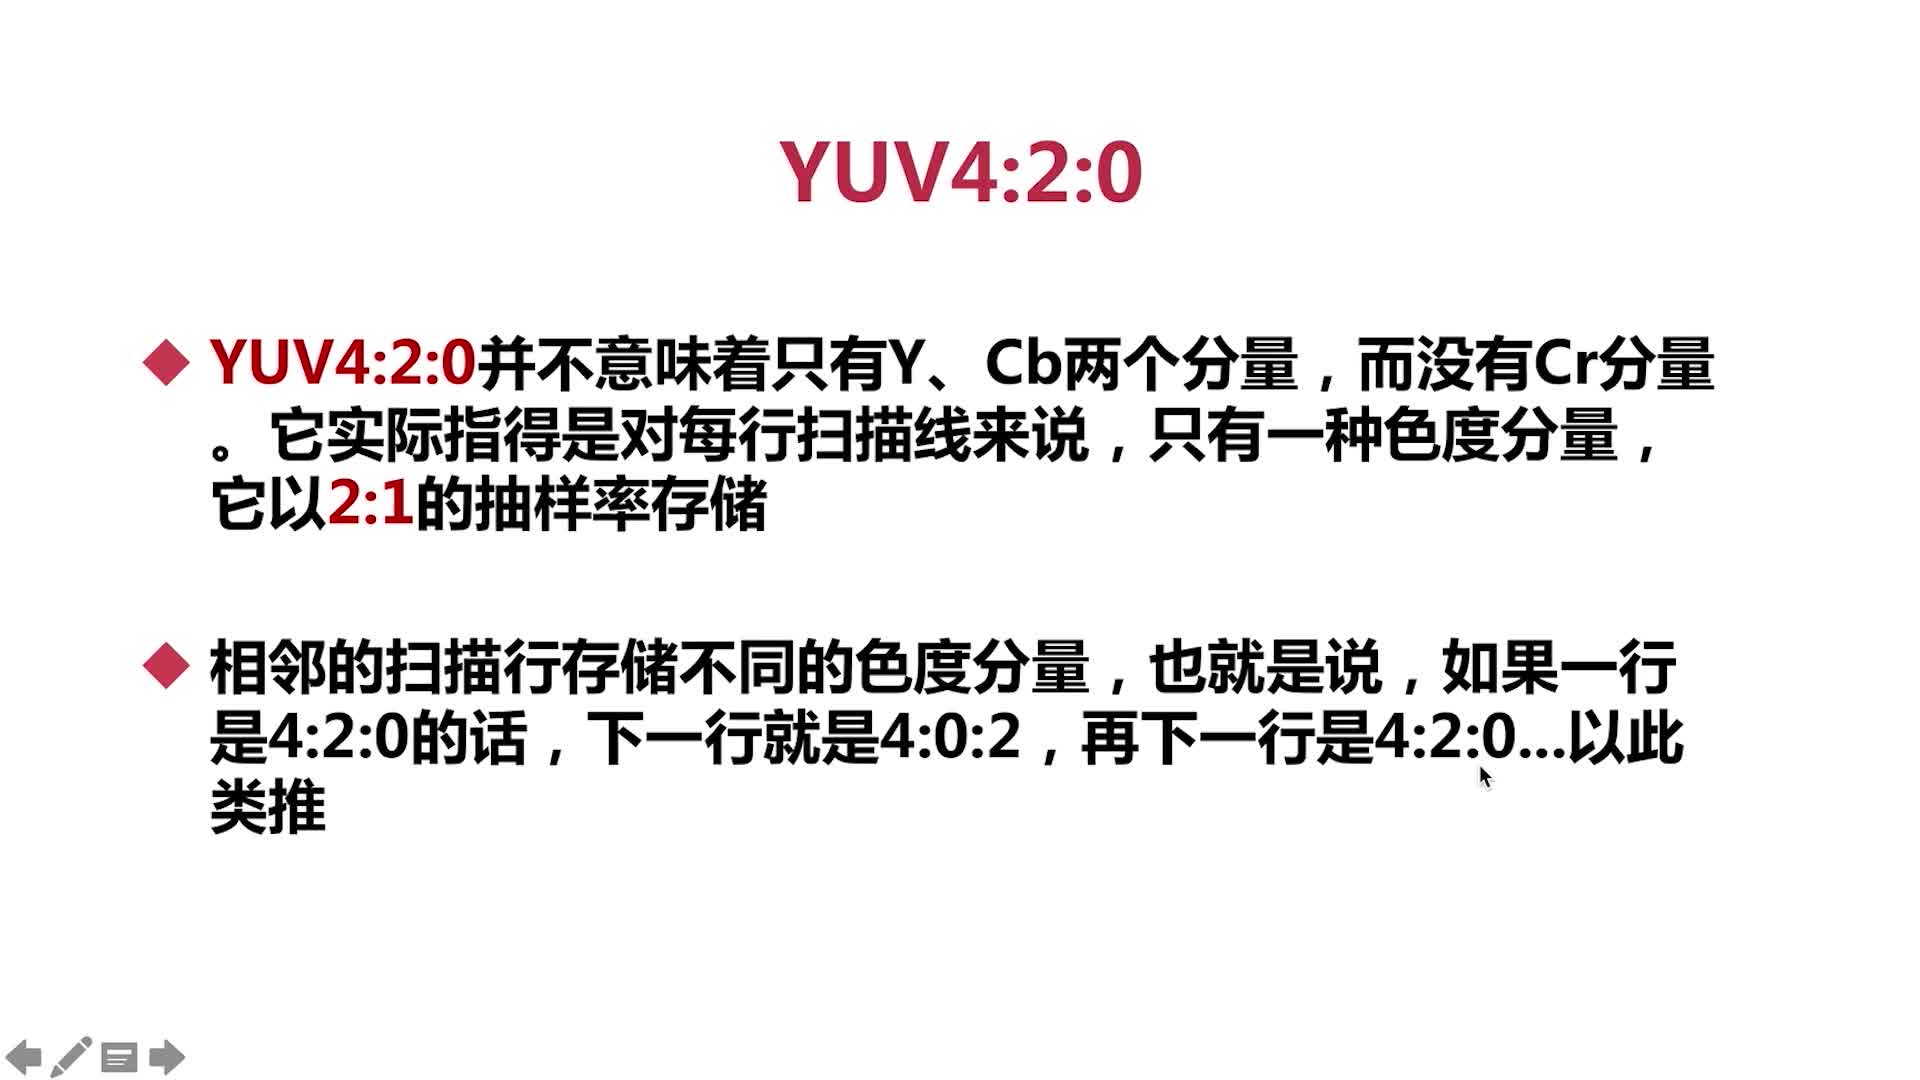 YUV4:2:0
YUV4:2:0并不意味着只有Y、Cb两个分量，而没有Cr分量
。它实际指得是对每行扫描线来说，只有一种色度分量，
它以2:1的抽样率存储
相邻的扫描行存储不同的色度分量，也就是说，如果一行
是4:2:0的话，下一行就是4:0:2，再下一行是4:2:0...以此
类推